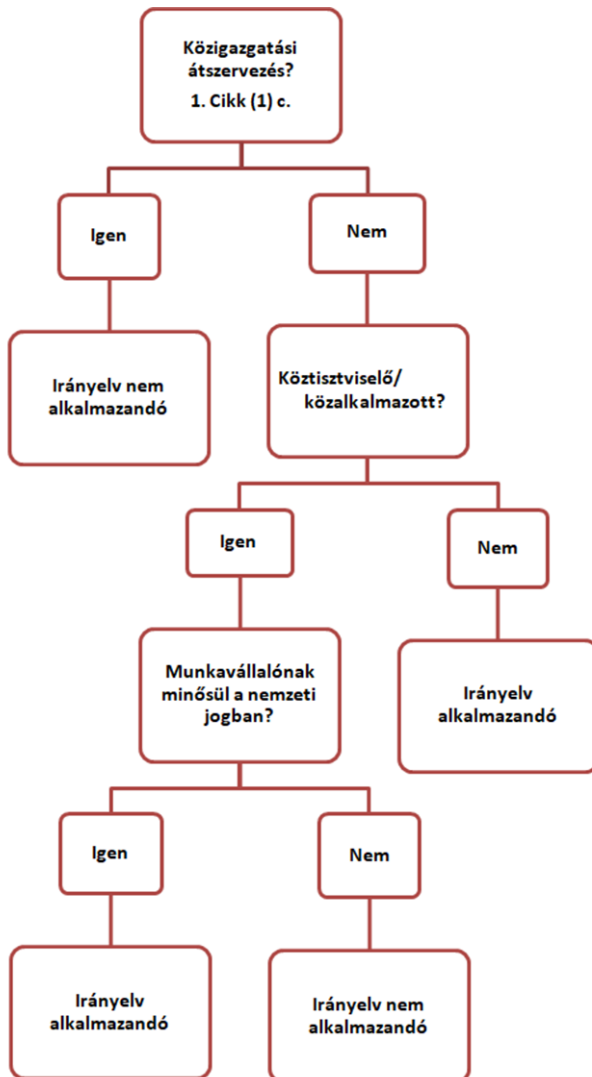 Közigazgatási
átszervezés?
1. Cikk (1) c.
Igen
Nem
Irányelv nem
alkalmazandó
Köztisztviselő/
közalkalmazott?
Igen
Nem
Munkavállalónak
minősül a nemzeti
jogban?
Irányelv
alkalmazandó
Igen
Nem
Irányelv
alkalmazandó
Irányelv nem
alkalmazandó